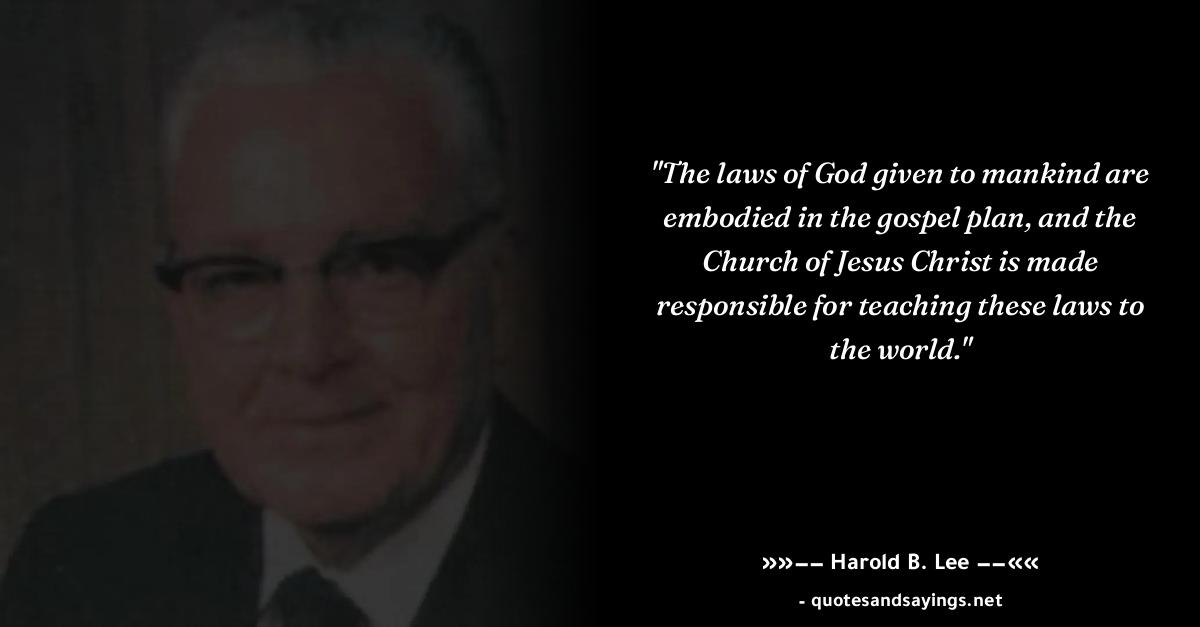 "The laws of God given to mankind are
embodied in the gospel plan, and the
Church of Jesus Christ is made
responsible for teaching these laws to
the world."
»»−− Harold B. Lee −−««
- quotesandsayings.net